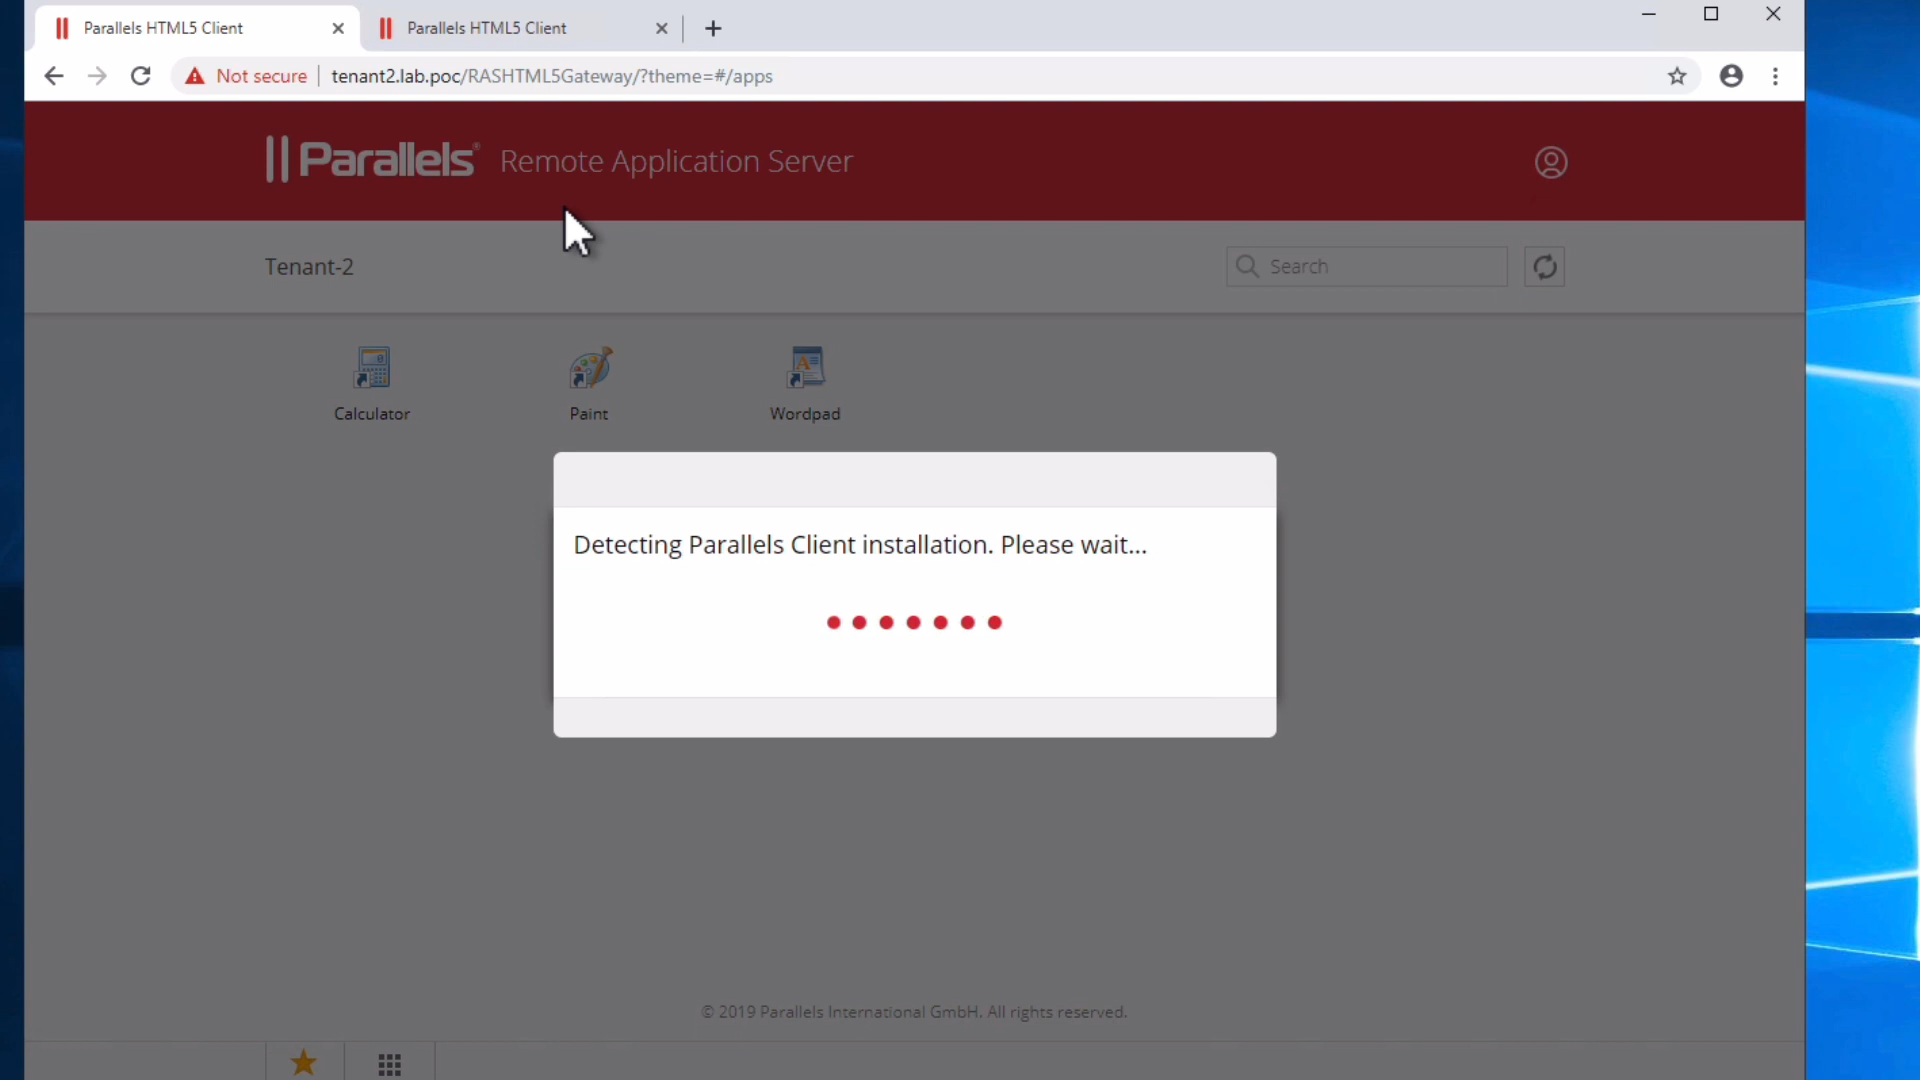 Parallels HTML5 Client
Parallels HTML5 Client
Not secure
tenant2.lab.poc/RASHTML5Gateway/?theme=#/apps
Parallels® Remote Application Server
Tenant-2
Search
Calculator
Paint
Wordpad
Detecting Parallels Client installation. Please wait...
© 2019 Parallels International GmbH. All rights reserved.